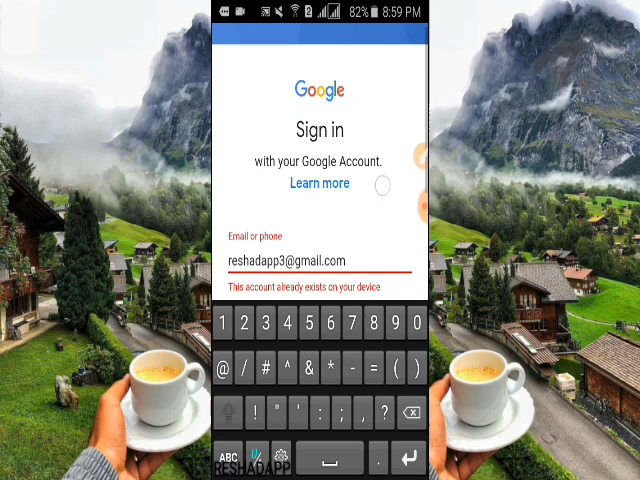 2 82% 8:59 PM
Google
Sign in
with your Google Account.
Learn more
Email or phone
reshadapp3@gmail.com
This account already exists on your device
1 2 3 4 5 6 7 8 9 0
@ / # ^ & * - = ( )
! " ' : ; , ?
ABC .
RESHADAPP